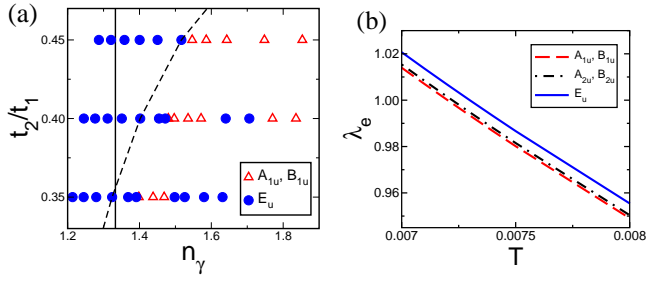 (a)
t2/t1
0.45
0.40
0.35
1.2 1.4 1.6 1.8
nγ
A1u, B1u
Eu
(b)
λe
1.02
1.00
0.98
0.96
0.007 0.0075 0.008
T
A1u, B1u
A2u, B2u
Eu